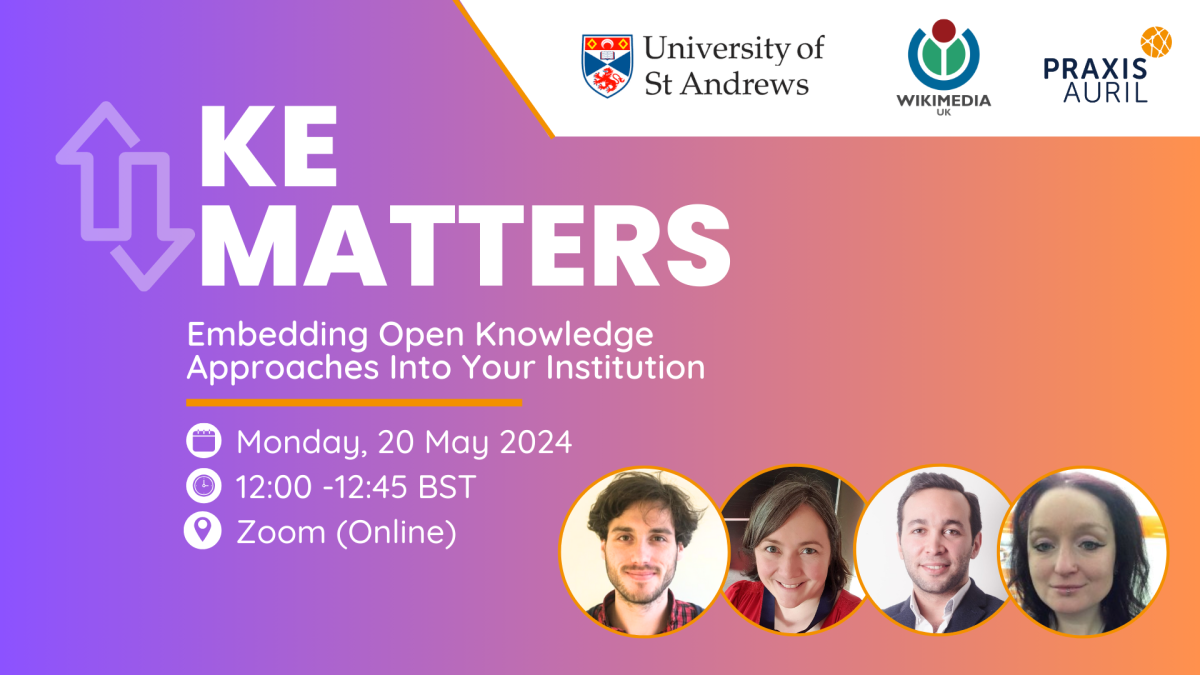 University of
St Andrews
WIKIMEDIA
UK
PRAXIS
AURIL
KE
MATTERS
Embedding Open Knowledge
Approaches Into Your Institution
Monday, 20 May 2024
12:00 -12:45 BST
Zoom (Online)